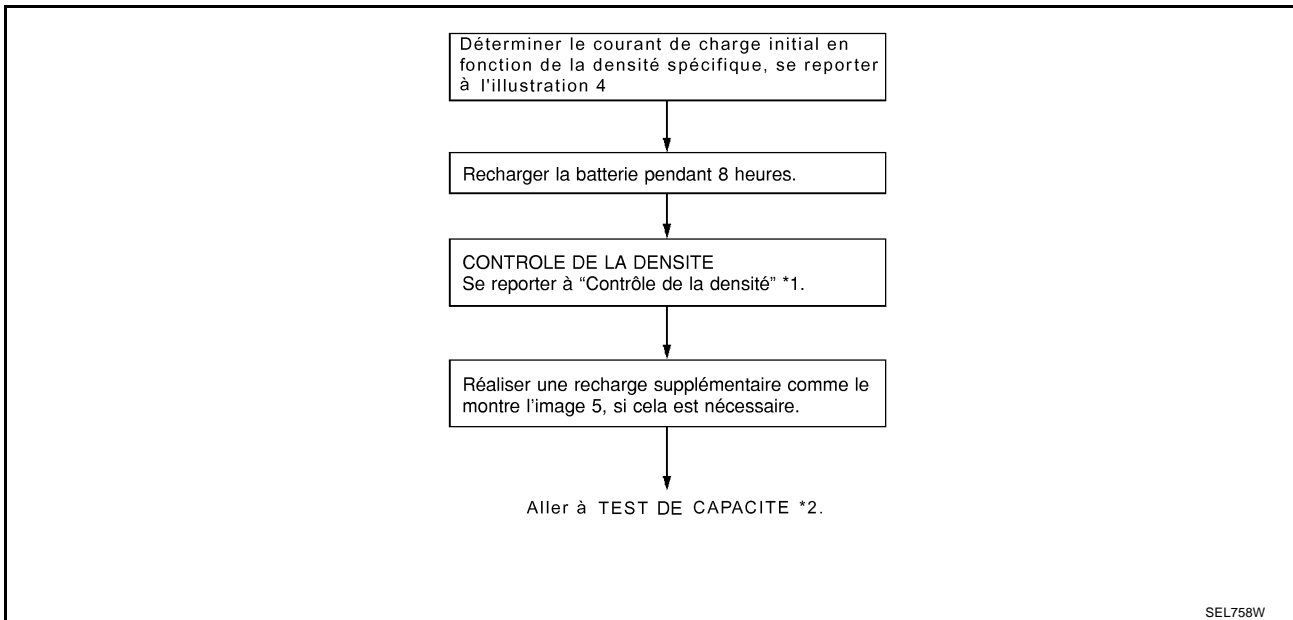 Déterminer le courant de charge initial en
fonction de la densité spécifique, se reporter
à l'illustration 4
Recharger la batterie pendant 8 heures.
CONTROLE DE LA DENSITE
Se reporter à “Contrôle de la densité” *1.
Réaliser une recharge supplémentaire comme le
montre l’image 5, si cela est nécessaire.
Aller à TEST DE CAPACITE *2.
SEL758W